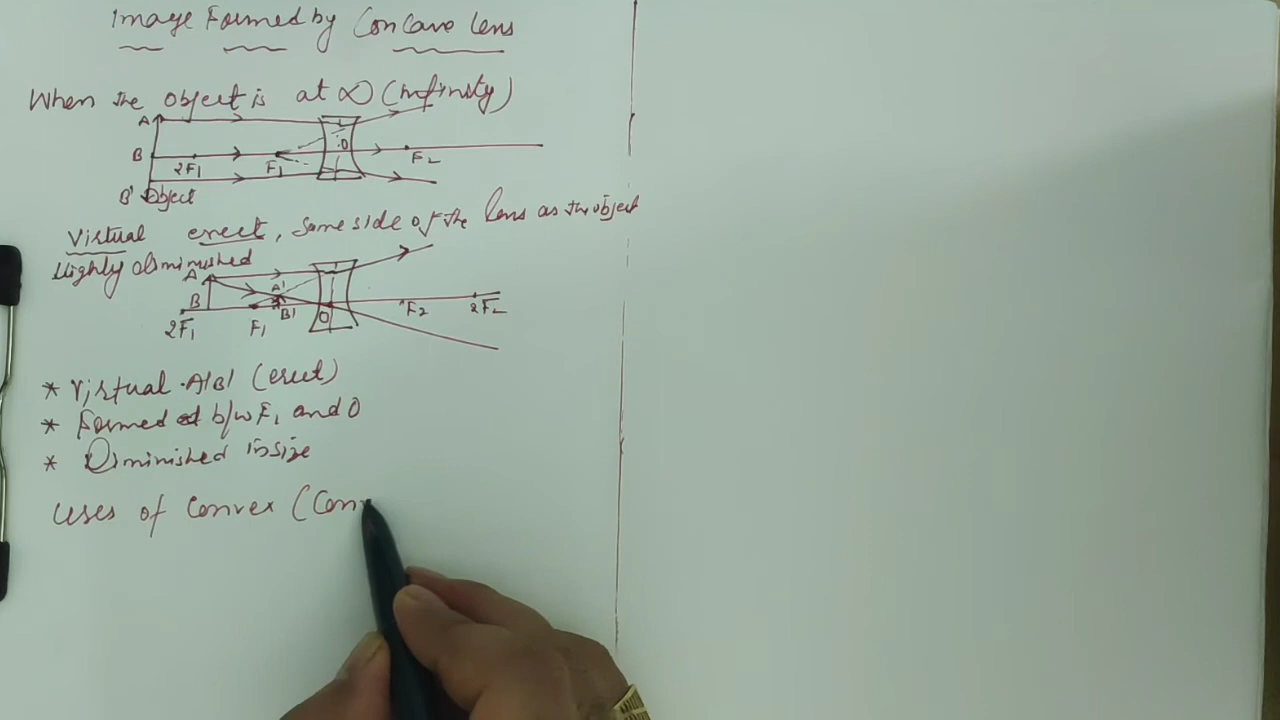 Image Formed by Concave lens
When the object is at ∞ (infinity)
A
B
2F1
F1
O
F2
B' Object
Virtual erect, Same side of the lens as the object
Highly diminished
A
A'
B
B'
O
2F1
F1
F2
2F2
* Virtual A'B' (erect)
* Formed b/w F1 and O
* Diminished in size
Uses of Convex (Conv